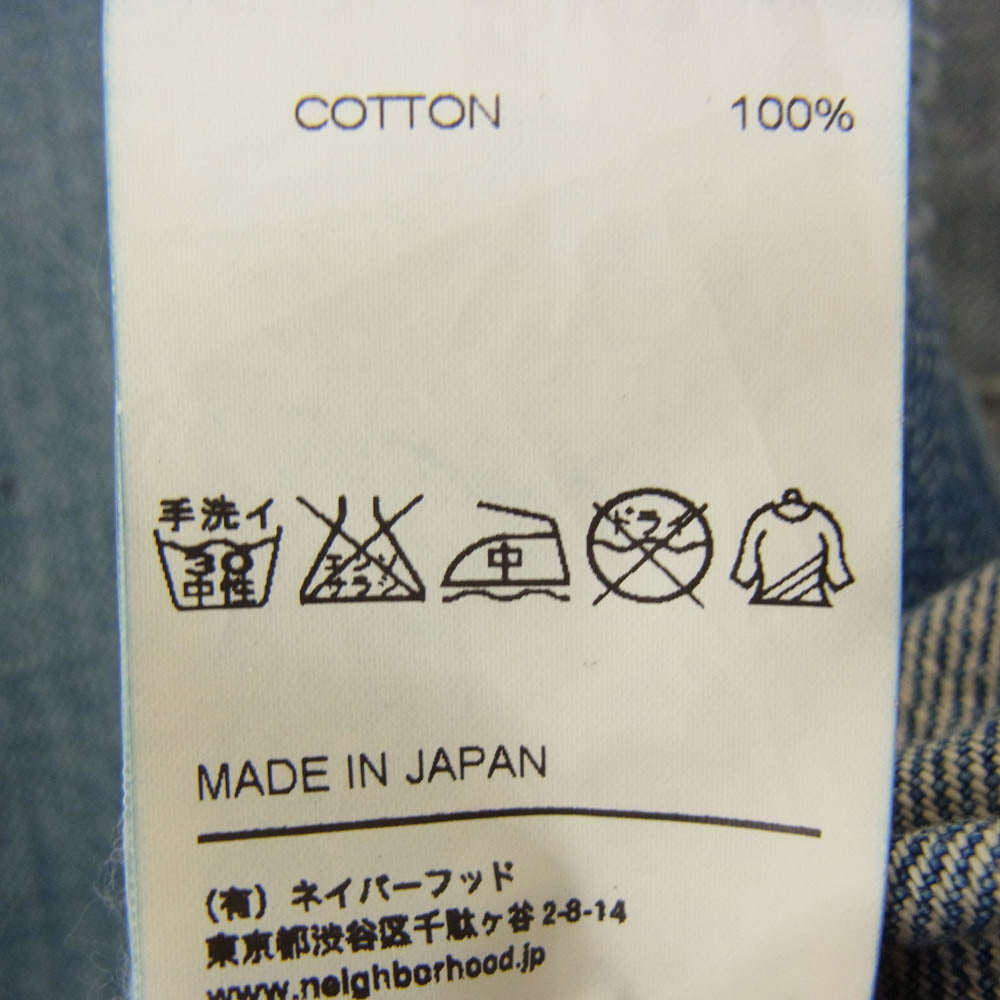 COTTON 100%
手洗イ
30
中性
エンソ
サラシ
中
ドライ
MADE IN JAPAN
(有) ネイバーフッド
東京都渋谷区千駄ヶ谷 2-8-14
www.neighborhood.jp